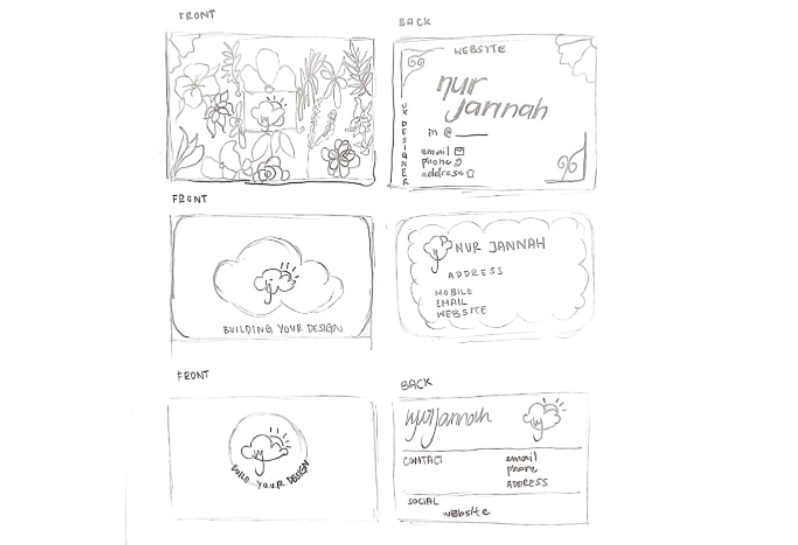 FRONT
BACK
WEBSITE
nur
Jannah
UX DESIGNER
in @
email
phone
address
FRONT
BUILDING YOUR DESIGN
NUR JANNAH
ADDRESS
MOBILE
EMAIL
WEBSITE
FRONT
BUILD YOUR DESIGN
BACK
nurjannah
CONTACT
email
phone
ADDRESS
SOCIAL
website